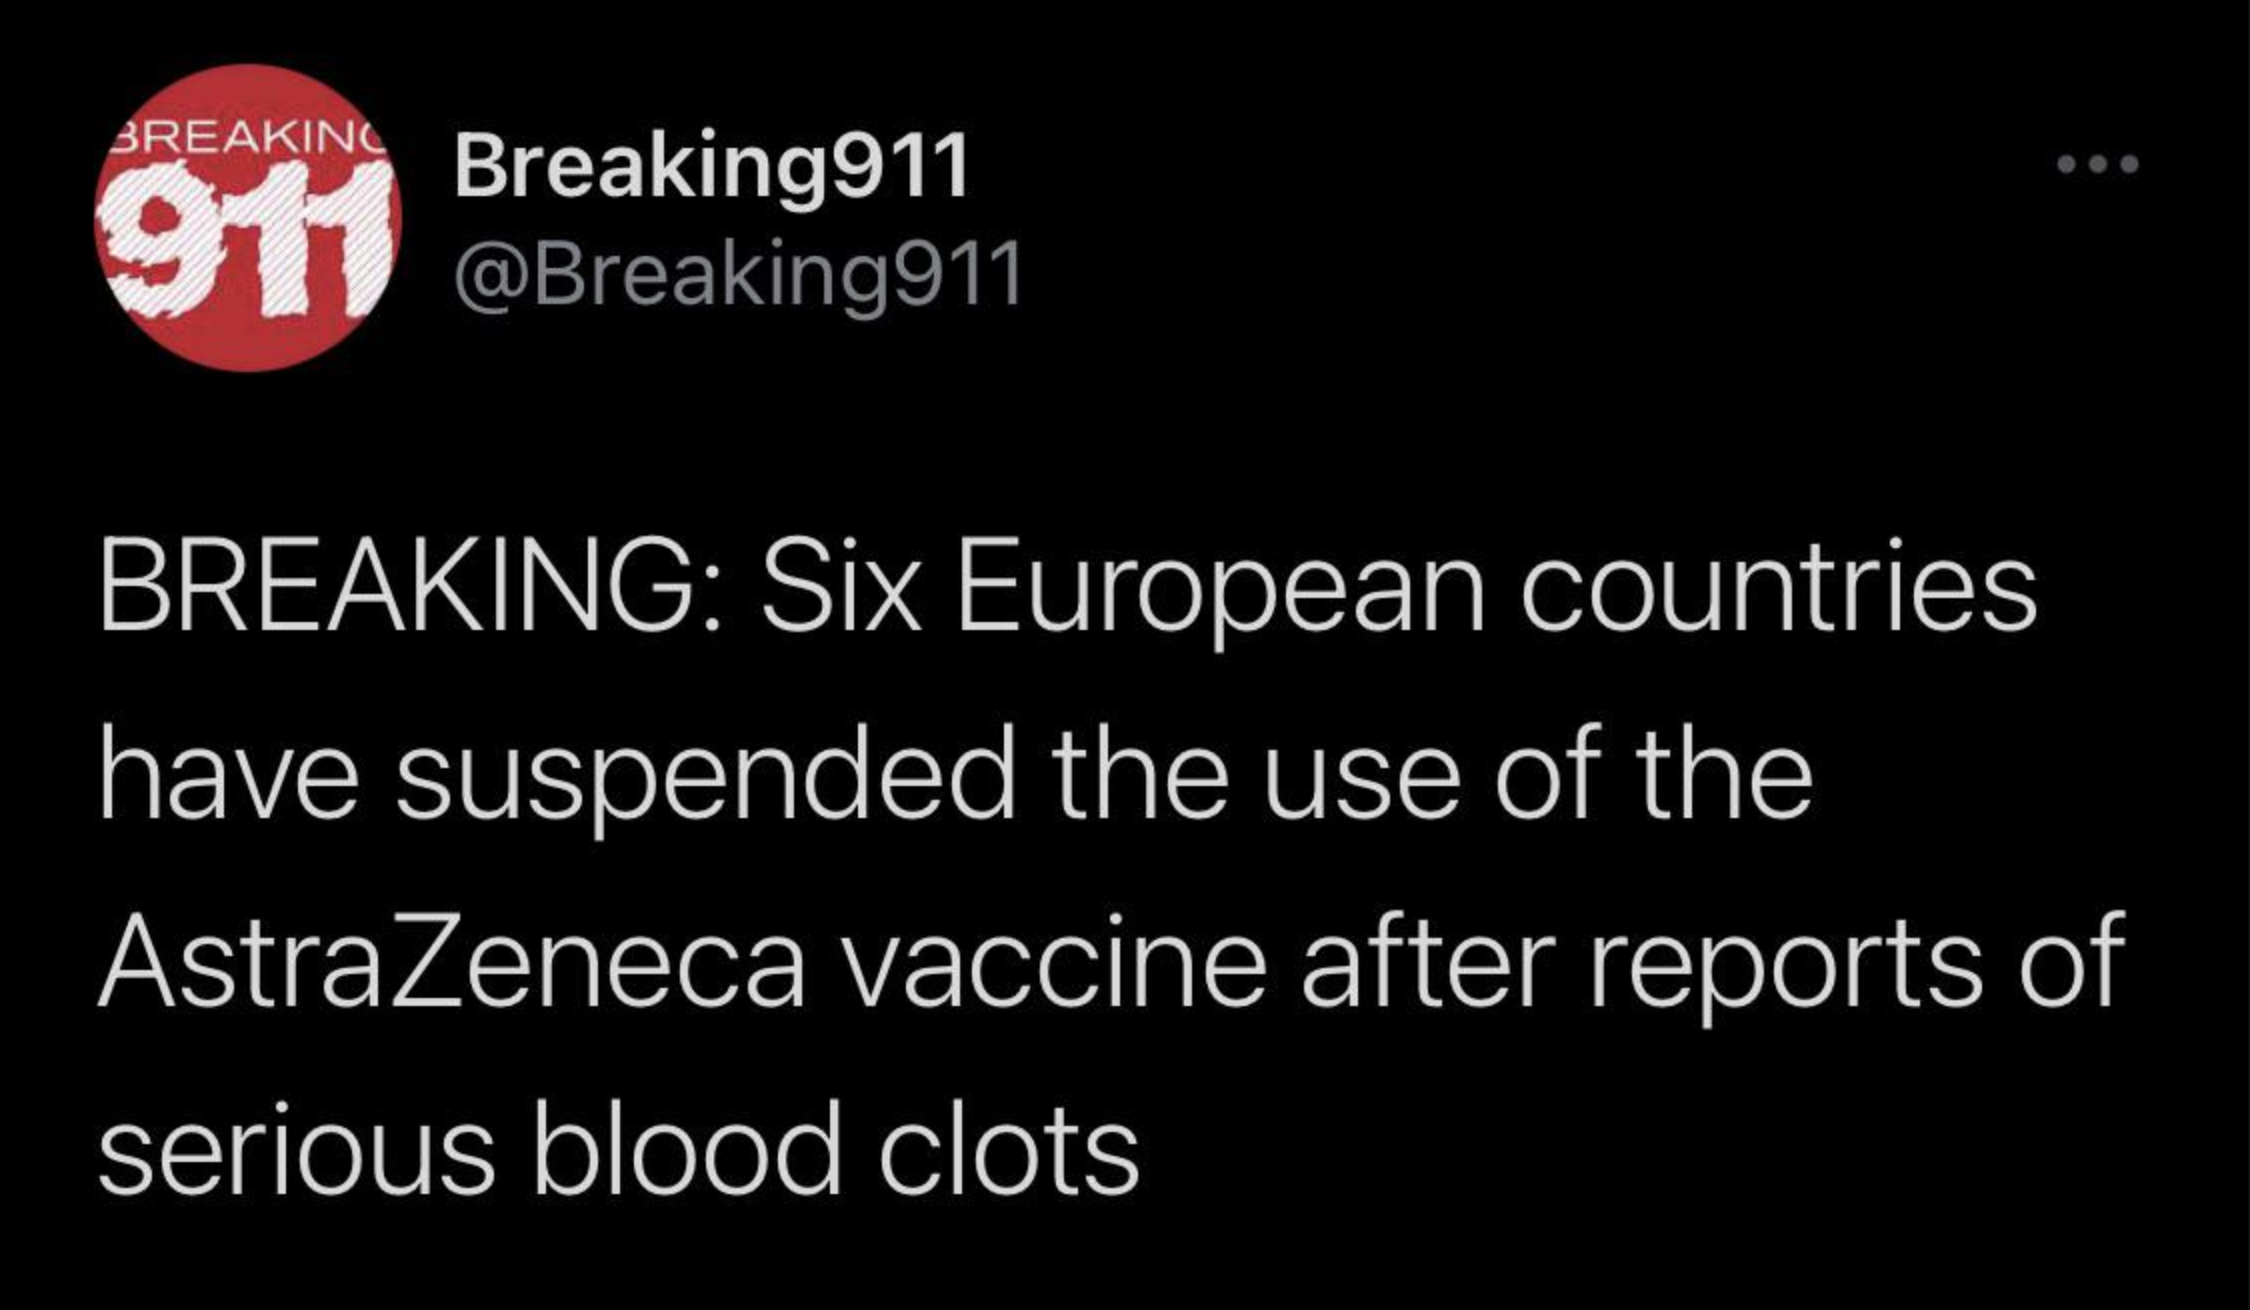 BREAKING
911
Breaking911
@Breaking911
BREAKING: Six European countries
have suspended the use of the
AstraZeneca vaccine after reports of
serious blood clots